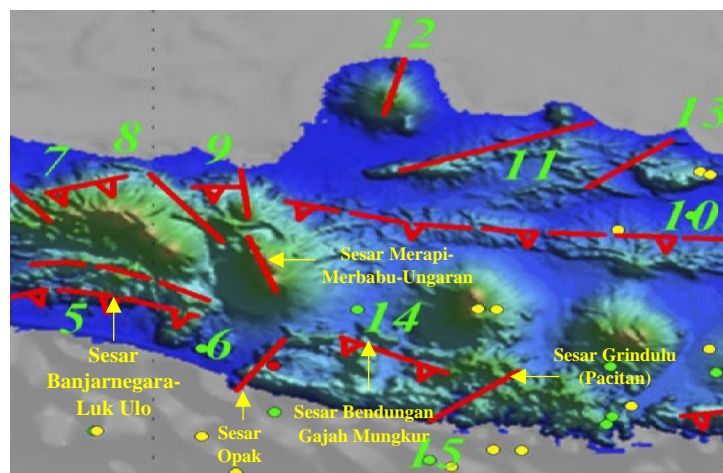 12
13
8
9
7
11
10
Sesar Merapi-
Merbabu-Ungaran
5
14
6
Sesar
Banjarnegara-
Luk Ulo
Sesar Grindulu
(Pacitan)
Sesar Bendungan
Gajah Mungkur
Sesar
Opak
15